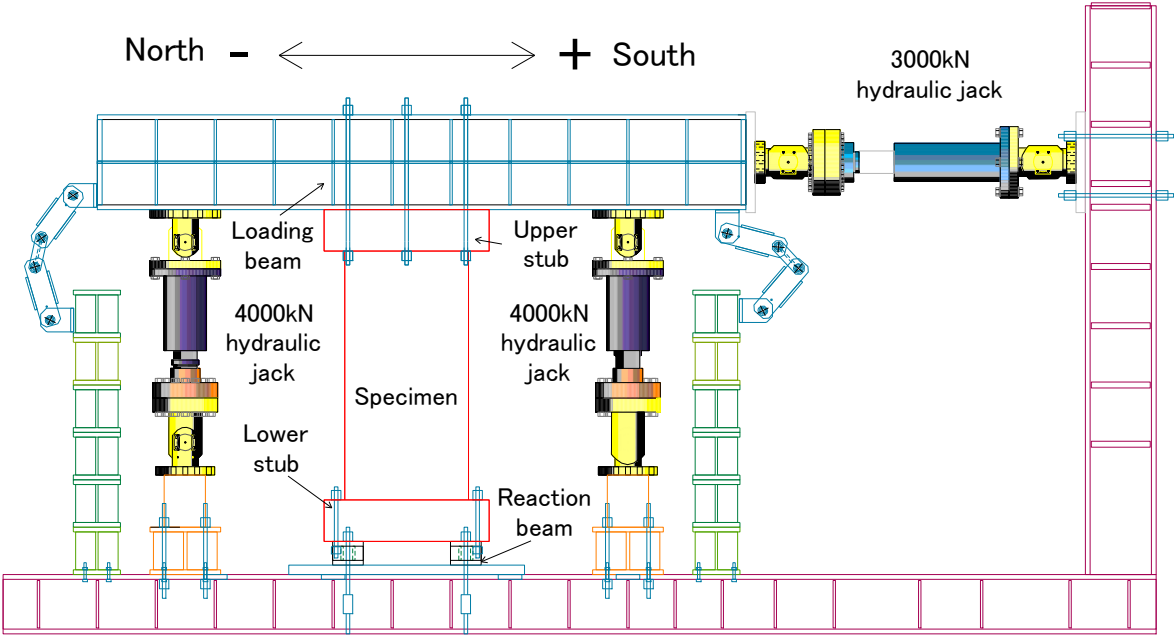 North - + South
3000kN
hydraulic jack
Loading
beam
Upper
stub
4000kN
hydraulic
jack
4000kN
hydraulic
jack
Specimen
Lower
stub
Reaction
beam